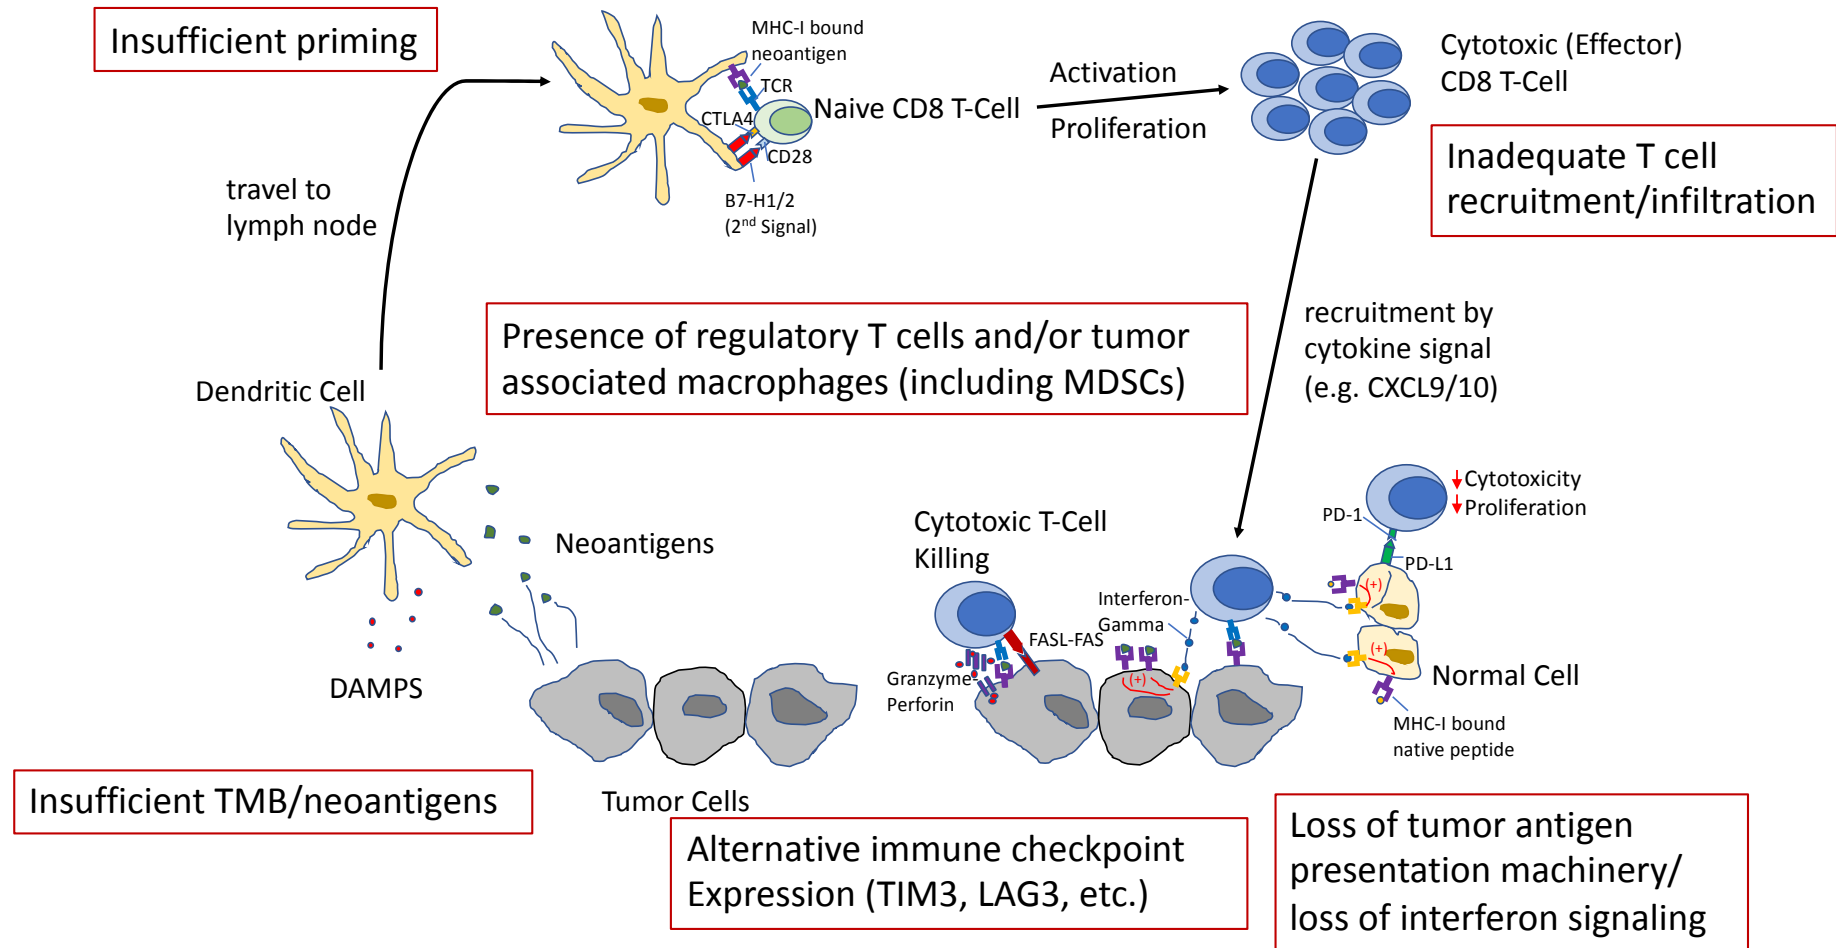 Insufficient priming
MHC-I bound
neoantigen
TCR
CTLA4
Naive CD8 T-Cell
CD28
B7-H1/2
(2nd Signal)
Activation
Proliferation
Cytotoxic (Effector)
CD8 T-Cell
Inadequate T cell
recruitment/infiltration
travel to
lymph node
Presence of regulatory T cells and/or tumor
associated macrophages (including MDSCs)
recruitment by
cytokine signal
(e.g. CXCL9/10)
Dendritic Cell
Neoantigens
DAMPS
Cytotoxic T-Cell
Killing
Interferon-
Gamma
FASL-FAS
Granzyme-
Perforin
(+)
PD-1
Cytotoxicity
Proliferation
PD-L1
(+)
(+)
Normal Cell
MHC-I bound
native peptide
Insufficient TMB/neoantigens
Tumor Cells
Alternative immune checkpoint
Expression (TIM3, LAG3, etc.)
Loss of tumor antigen
presentation machinery/
loss of interferon signaling